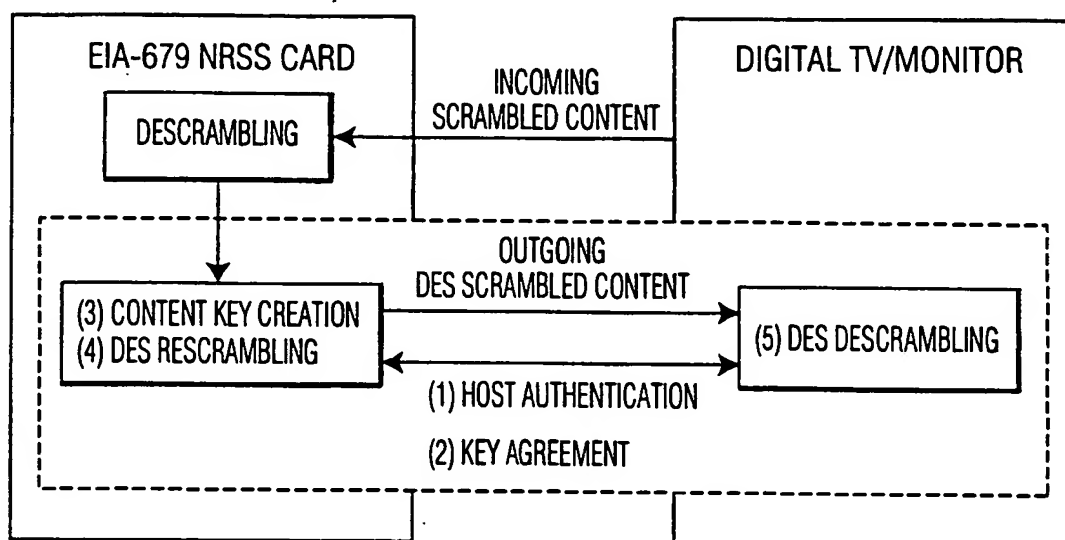 EIA-679 NRSS CARD
DIGITAL TV/MONITOR
INCOMING
SCRAMBLED CONTENT
DESCRAMBLING
OUTGOING
DES SCRAMBLED CONTENT
(3) CONTENT KEY CREATION
(4) DES RESCRAMBLING
(5) DES DESCRAMBLING
(1) HOST AUTHENTICATION
(2) KEY AGREEMENT